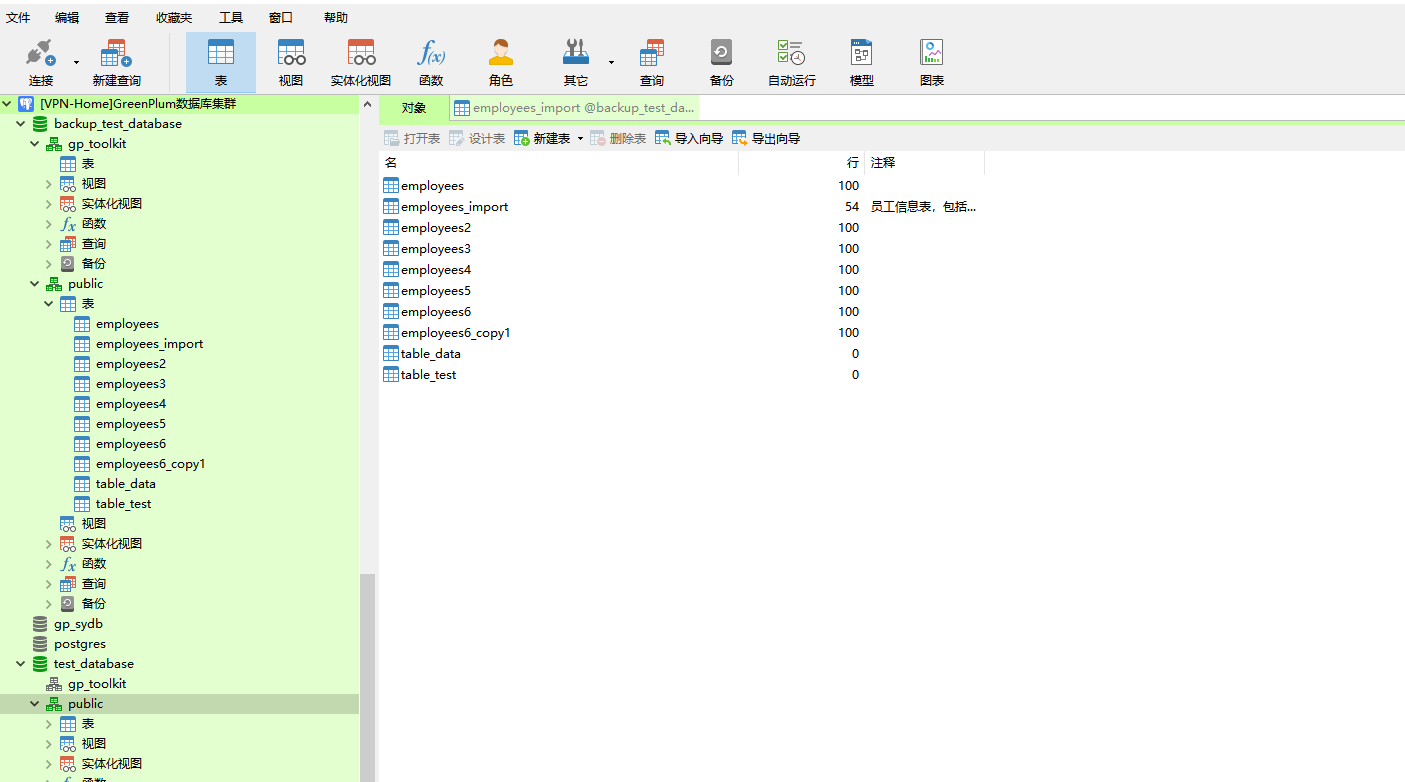 文件 编辑 查看 收藏夹 工具 窗口 帮助
连接 新建查询 表 视图 实体化视图 函数 角色 其它 查询 备份 自动运行 模型 图表
[VPN-Home]GreenPlum数据库集群
backup_test_database
gp_toolkit
表
视图
实体化视图
函数
查询
备份
public
表
employees
employees_import
employees2
employees3
employees4
employees5
employees6
employees6_copy1
table_data
table_test
视图
实体化视图
函数
查询
备份
gp_sydb
postgres
test_database
gp_toolkit
public
表
视图
实体化视图
函数
对象 employees_import @backup_test_da...
打开表 设计表 新建表 删除表 导入向导 导出向导
名 行 注释
employees 100
employees_import 54 员工信息表，包括...
employees2 100
employees3 100
employees4 100
employees5 100
employees6 100
employees6_copy1 100
table_data 0
table_test 0